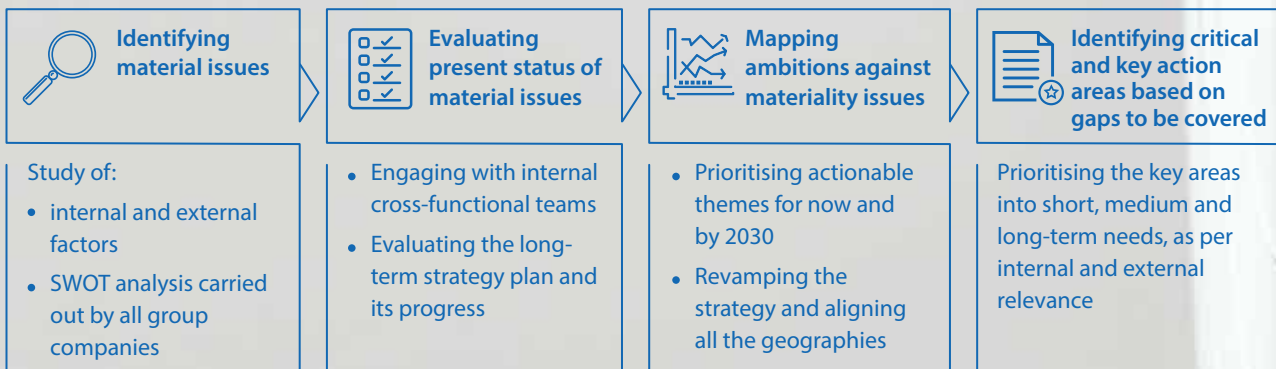 Identifying
material issues
Evaluating
present status of
material issues
Mapping
ambitions against
materiality issues
Identifying critical
and key action
areas based on
gaps to be covered
Study of:
• internal and external
factors
• SWOT analysis carried
out by all group
companies
• Engaging with internal
cross-functional teams
• Evaluating the long-
term strategy plan and
its progress
• Prioritising actionable
themes for now and
by 2030
• Revamping the
strategy and aligning
all the geographies
Prioritising the key areas
into short, medium and
long-term needs, as per
internal and external
relevance